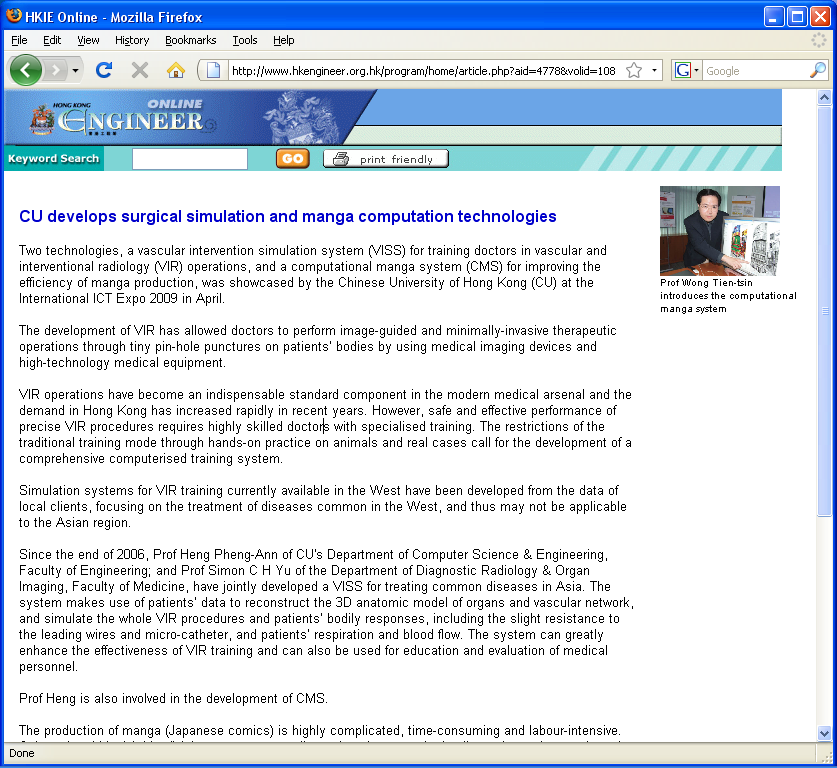 HKIE Online - Mozilla Firefox
File Edit View History Bookmarks Tools Help
http://www.hkengineer.org.hk/program/home/article.php?aid=4778&volid=108
Google
HONG KONG ONLINE
ENGINEER
Keyword Search GO print friendly
CU develops surgical simulation and manga computation technologies
Two technologies, a vascular intervention simulation system (VISS) for training doctors in vascular and
interventional radiology (VIR) operations, and a computational manga system (CMS) for improving the
efficiency of manga production, was showcased by the Chinese University of Hong Kong (CU) at the
International ICT Expo 2009 in April.
Prof Wong Tien-tsin
introduces the computational
manga system
The development of VIR has allowed doctors to perform image-guided and minimally-invasive therapeutic
operations through tiny pin-hole punctures on patients' bodies by using medical imaging devices and
high-technology medical equipment.
VIR operations have become an indispensable standard component in the modern medical arsenal and the
demand in Hong Kong has increased rapidly in recent years. However, safe and effective performance of
precise VIR procedures requires highly skilled doctors with specialised training. The restrictions of the
traditional training mode through hands-on practice on animals and real cases call for the development of a
comprehensive computerised training system.
Simulation systems for VIR training currently available in the West have been developed from the data of
local clients, focusing on the treatment of diseases common in the West, and thus may not be applicable
to the Asian region.
Since the end of 2006, Prof Heng Pheng-Ann of CU's Department of Computer Science & Engineering,
Faculty of Engineering; and Prof Simon C H Yu of the Department of Diagnostic Radiology & Organ
Imaging, Faculty of Medicine, have jointly developed a VISS for treating common diseases in Asia. The
system makes use of patients' data to reconstruct the 3D anatomic model of organs and vascular network,
and simulate the whole VIR procedures and patients' bodily responses, including the slight resistance to
the leading wires and micro-catheter, and patients' respiration and blood flow. The system can greatly
enhance the effectiveness of VIR training and can also be used for education and evaluation of medical
personnel.
Prof Heng is also involved in the development of CMS.
The production of manga (Japanese comics) is highly complicated, time-consuming and labour-intensive.
Done